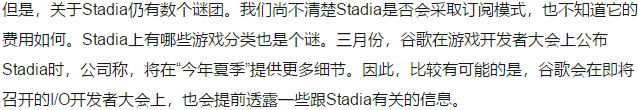 但是，关于Stadia仍有数个谜团。我们尚不清楚Stadia是否会采取订阅模式，也不知道它的
费用如何。Stadia上有哪些游戏分类也是个谜。三月份，谷歌在游戏开发者大会上公布
Stadia时，公司称，将在“今年夏季”提供更多细节。因此，比较有可能的是，谷歌会在即将
召开的I/O开发者大会上，也会提前透露一些跟Stadia有关的信息。